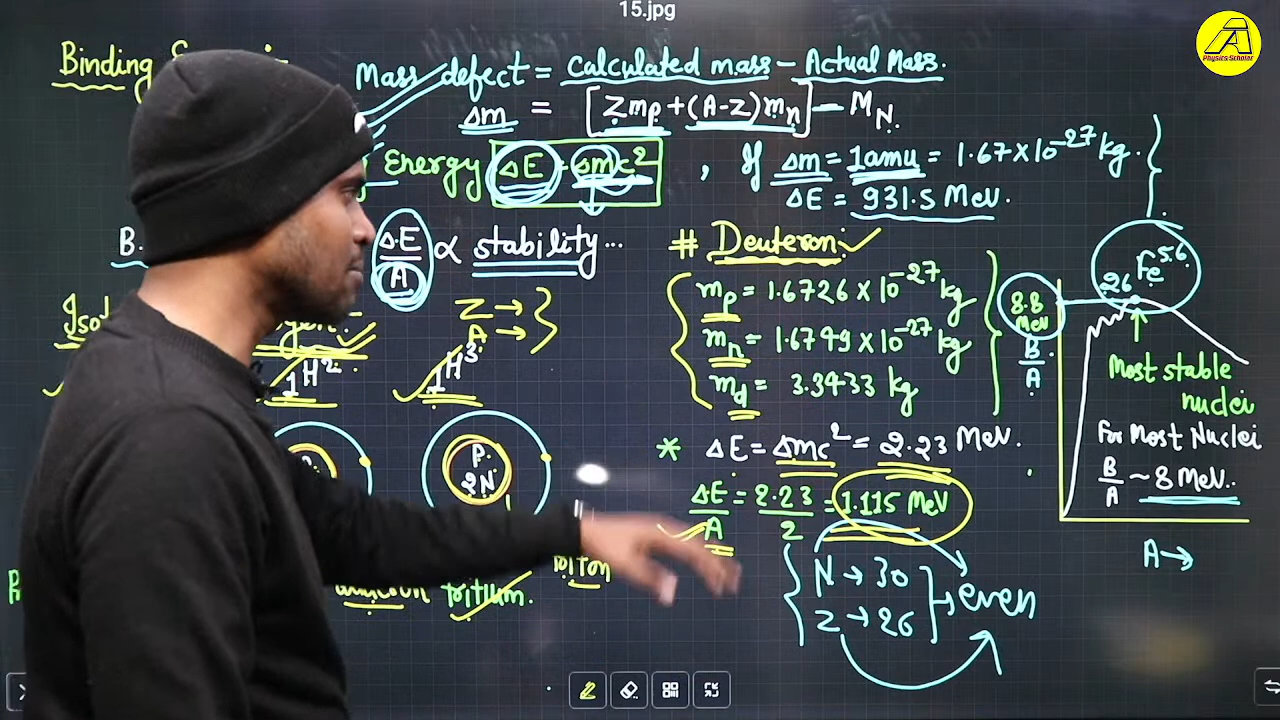 15.jpg
Physics Scholar
Binding
Mass defect = Calculated mass - Actual Mass.
Δm = [Zmp + (A-Z)mn] - MN
Energy ΔE = Δmc², If Δm = 1amu = 1.67×10⁻²⁷ kg.
ΔE = 931.5 MeV.
B.
ΔE/A ∝ stability...
Z →
A →
₁H²
₁H³
P
2N
tritium.
# Deuteron:
mp = 1.6726 × 10⁻²⁷ kg
mn = 1.6749 × 10⁻²⁷ kg
md = 3.3433 kg
* ΔE = Δmc² = 2.23 MeV.
ΔE/A = 2.23/2 = 1.115 MeV
N → 30
Z → 26
→ even
₂₆Fe⁵⁶
8.8 MeV
B/A
Most stable nuclei
For Most Nuclei
B/A ~ 8 MeV..
A →